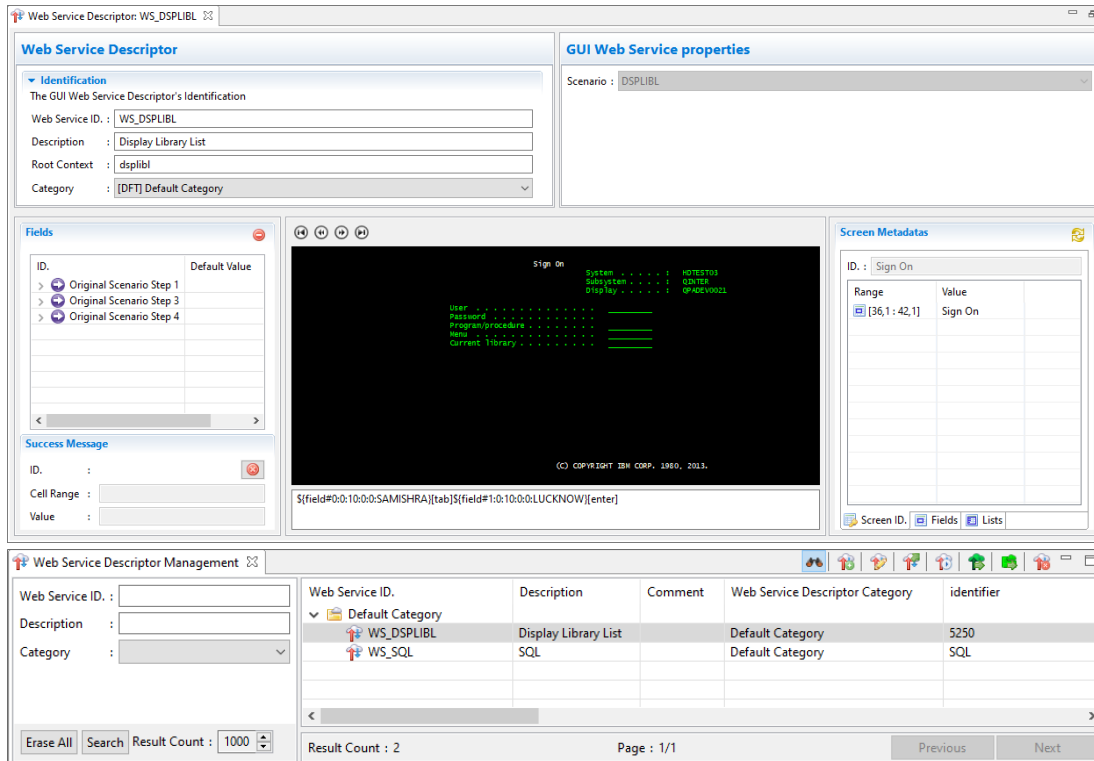 Web Service Descriptor: WS_DSPLIBL
Web Service Descriptor
Identification
The GUI Web Service Descriptor's Identification
Web Service ID. : WS_DSPLIBL
Description : Display Library List
Root Context : dsplibl
Category : [DFT] Default Category
GUI Web Service properties
Scenario : DSPLIBL
Fields
ID. Default Value
Original Scenario Step 1
Original Scenario Step 3
Original Scenario Step 4
Success Message
ID. :
Cell Range :
Value :
Sign On
System . . . . . : HDTEST03
Subsystem . . . . : QINTER
Display . . . . . : QPADEV0021
User . . . . . . . . . . . . . .
Password . . . . . . . . . . . .
Program/procedure . . . . . . . .
Menu . . . . . . . . . . . . . .
Current library . . . . . . . . .
(C) COPYRIGHT IBM CORP. 1980, 2013.
${field#0:0:10:0:0:SAMISHRA}[tab]${field#1:0:10:0:0:LUCKNOW}[enter]
Screen Metadatas
ID. : Sign On
Range Value
[36,1 : 42,1] Sign On
Screen ID. Fields Lists
Web Service Descriptor Management
Web Service ID. :
Description :
Category :
Erase All Search Result Count : 1000
Web Service ID. Description Comment Web Service Descriptor Category identifier
Default Category
WS_DSPLIBL Display Library List Default Category 5250
WS_SQL SQL Default Category SQL
Result Count : 2 Page : 1/1 Previous Next